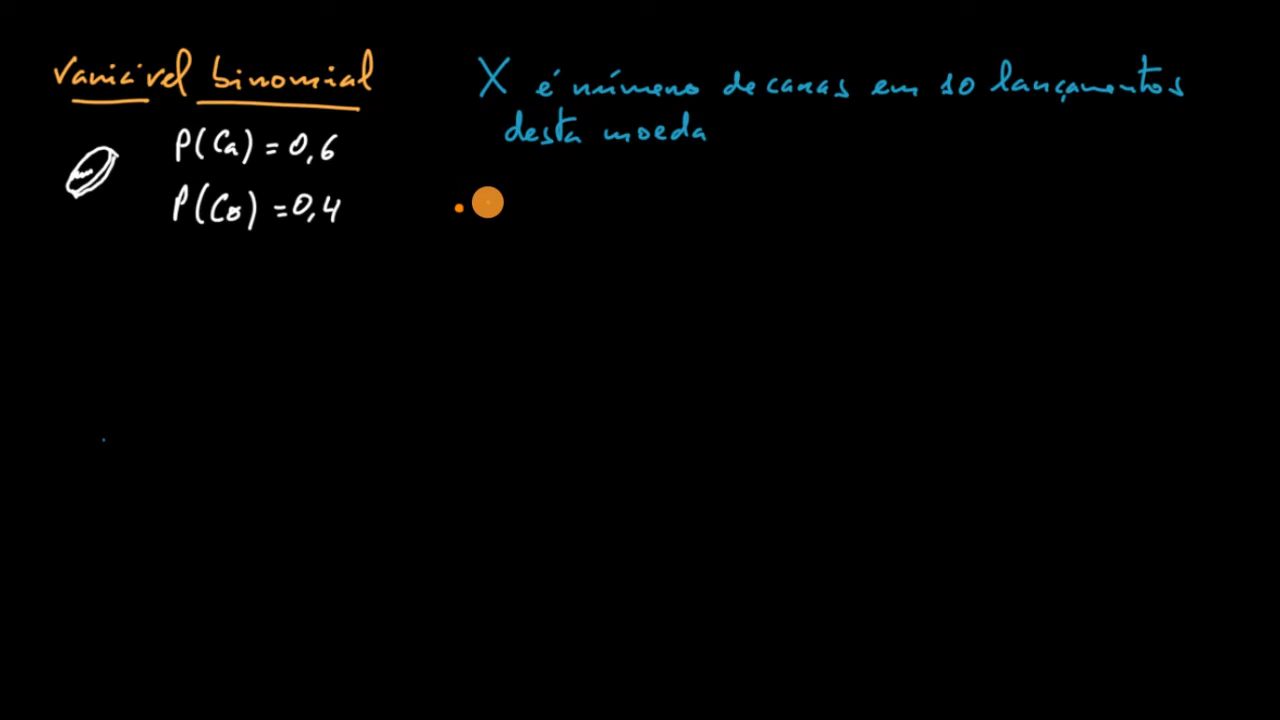 Variável binomial
X é número de caras em 10 lançamentos
desta moeda
P(Ca) = 0,6
P(Co) = 0,4